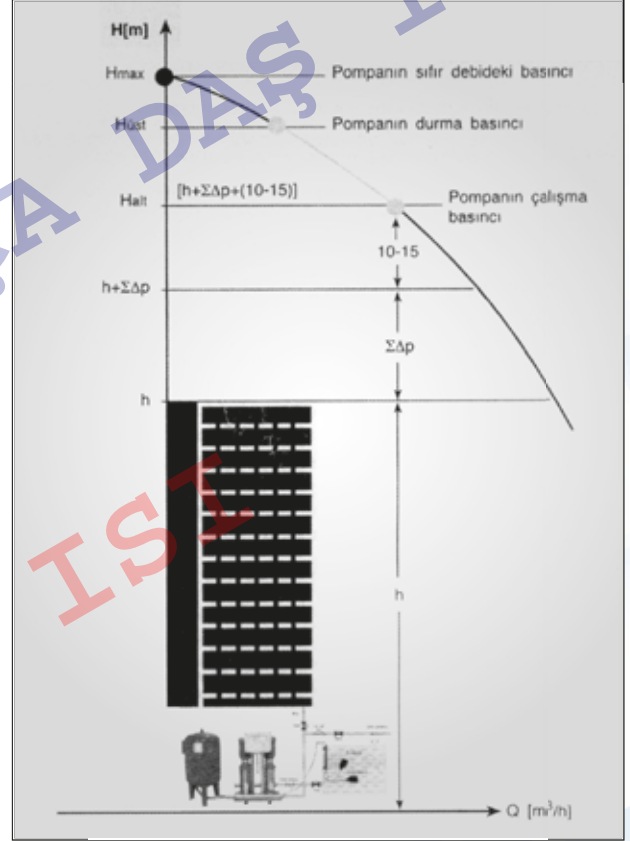 H[m]
Hmax
Pompanın sıfır debideki basıncı
Hüst
Pompanın durma basıncı
Halt
[h+ΣΔp+(10-15)]
Pompanın çalışma
basıncı
10-15
h+ΣΔp
ΣΔp
h
h
Q [m³/h]
A DAŞ I
ISI